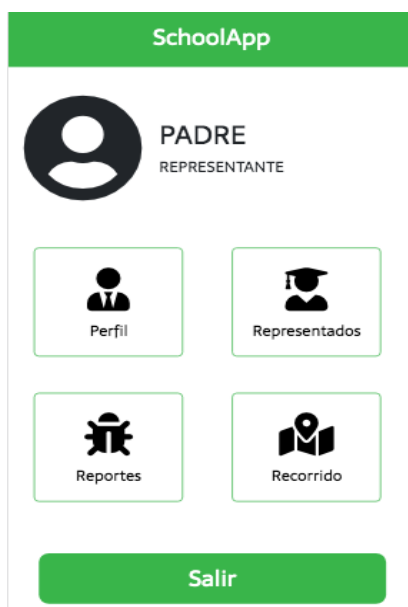 SchoolApp
PADRE
REPRESENTANTE
Perfil
Representados
Reportes
Recorrido
Salir